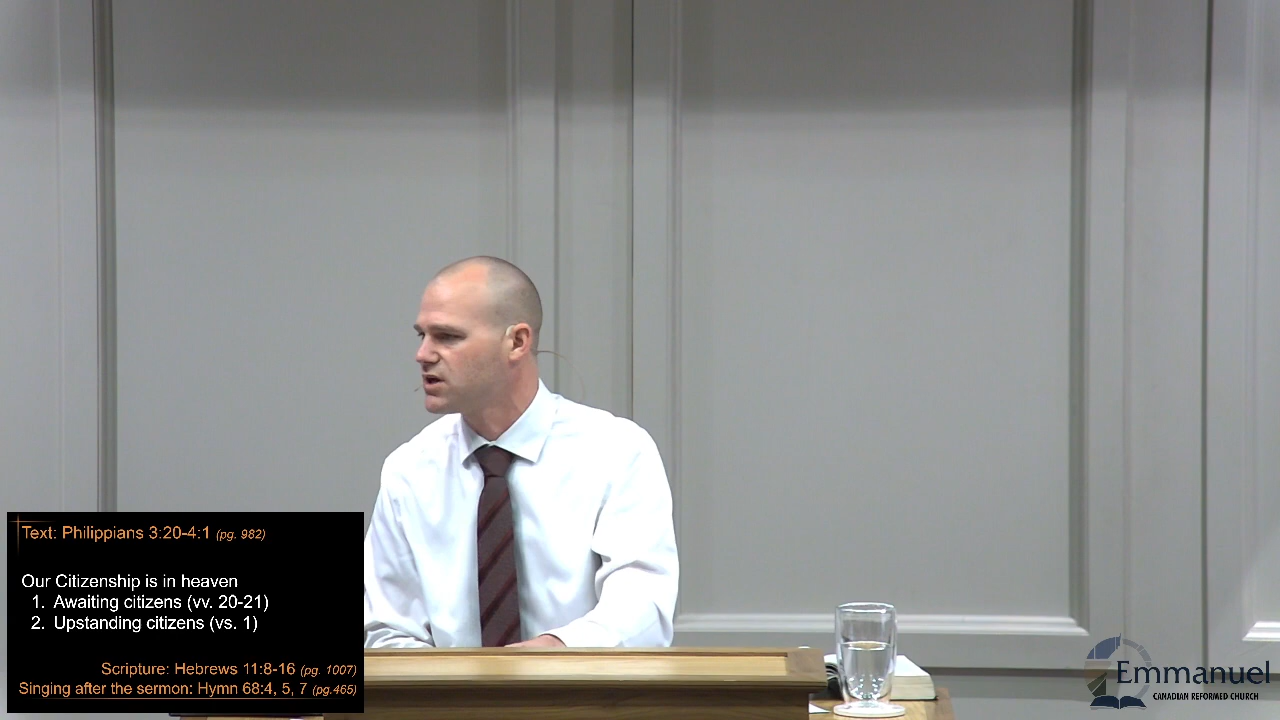 Text: Philippians 3:20-4:1 (pg. 982)
Our Citizenship is in heaven
1. Awaiting citizens (vv. 20-21)
2. Upstanding citizens (vs. 1)
Scripture: Hebrews 11:8-16 (pg. 1007)
Singing after the sermon: Hymn 68:4, 5, 7 (pg.465)
Emmanuel
CANADIAN REFORMED CHURCH